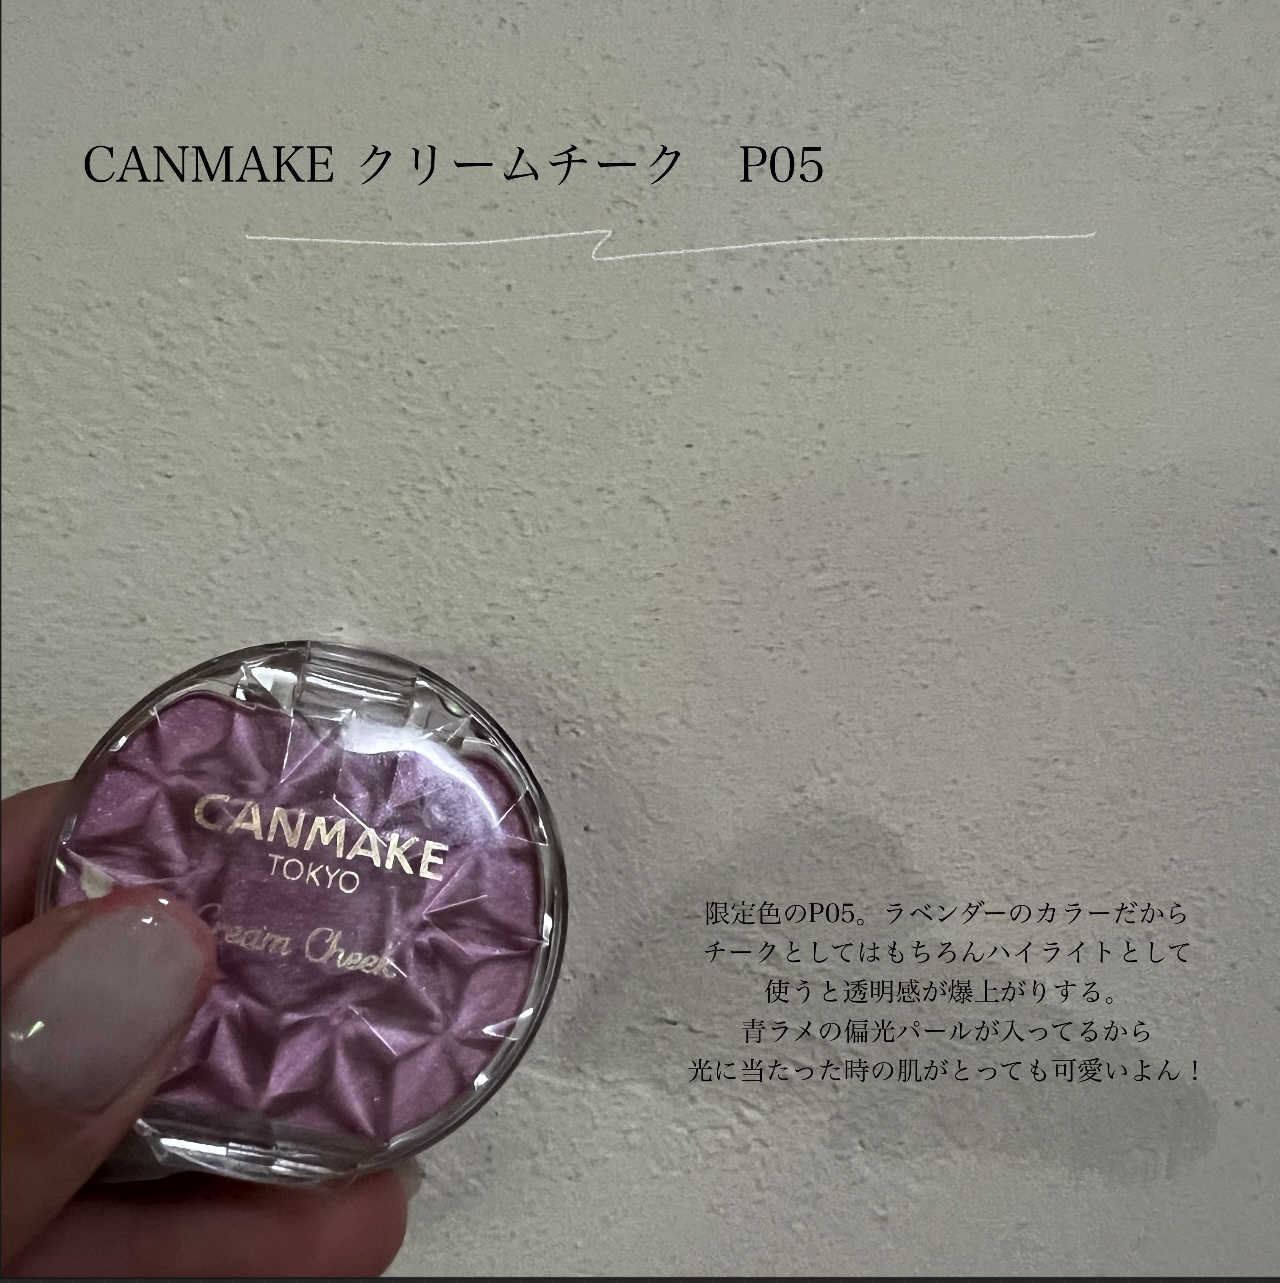 CANMAKE クリームチーク　P05
CANMAKE
TOKYO
Cream Cheek
限定色のP05。ラベンダーのカラーだから
チークとしてはもちろんハイライトとして
使うと透明感が爆上がりする。
青ラメの偏光パールが入ってるから
光に当たった時の肌がとっても可愛いよん！